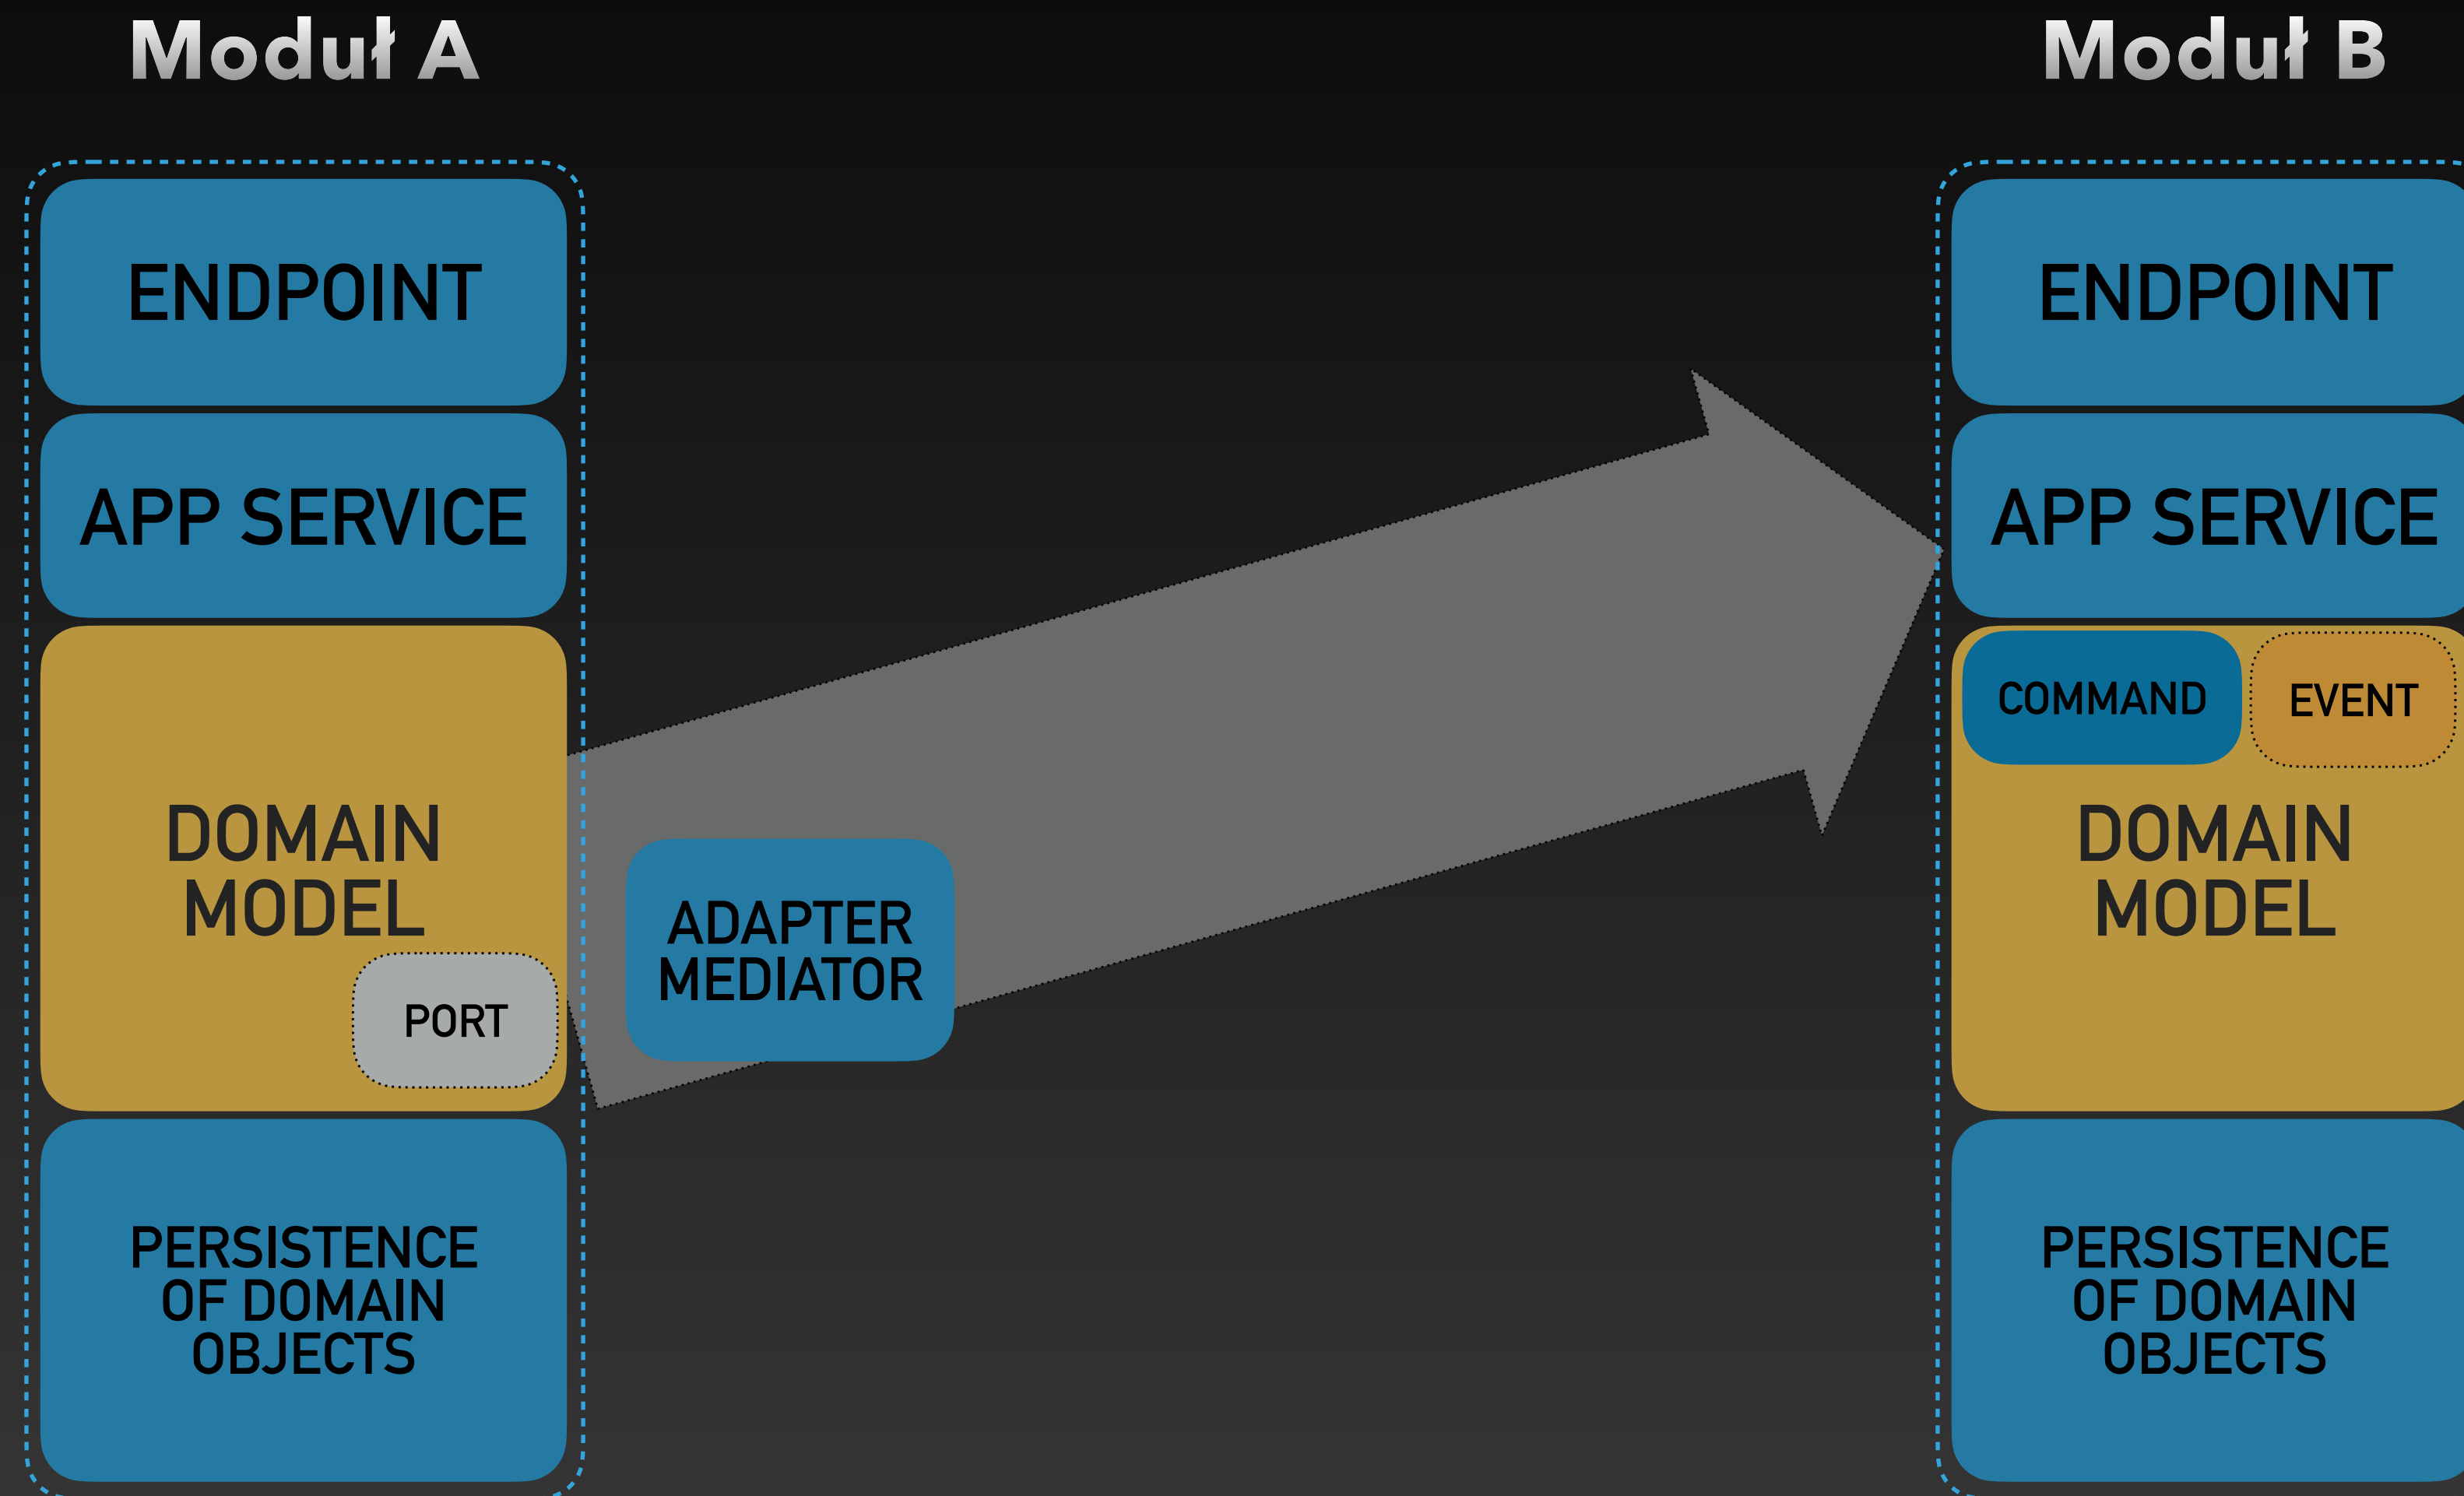 Moduł A
ENDPOINT
APP SERVICE
DOMAIN
MODEL
PORT
PERSISTENCE
OF DOMAIN
OBJECTS
ADAPTER
MEDIATOR
Moduł B
ENDPOINT
APP SERVICE
COMMAND
EVENT
DOMAIN
MODEL
PERSISTENCE
OF DOMAIN
OBJECTS